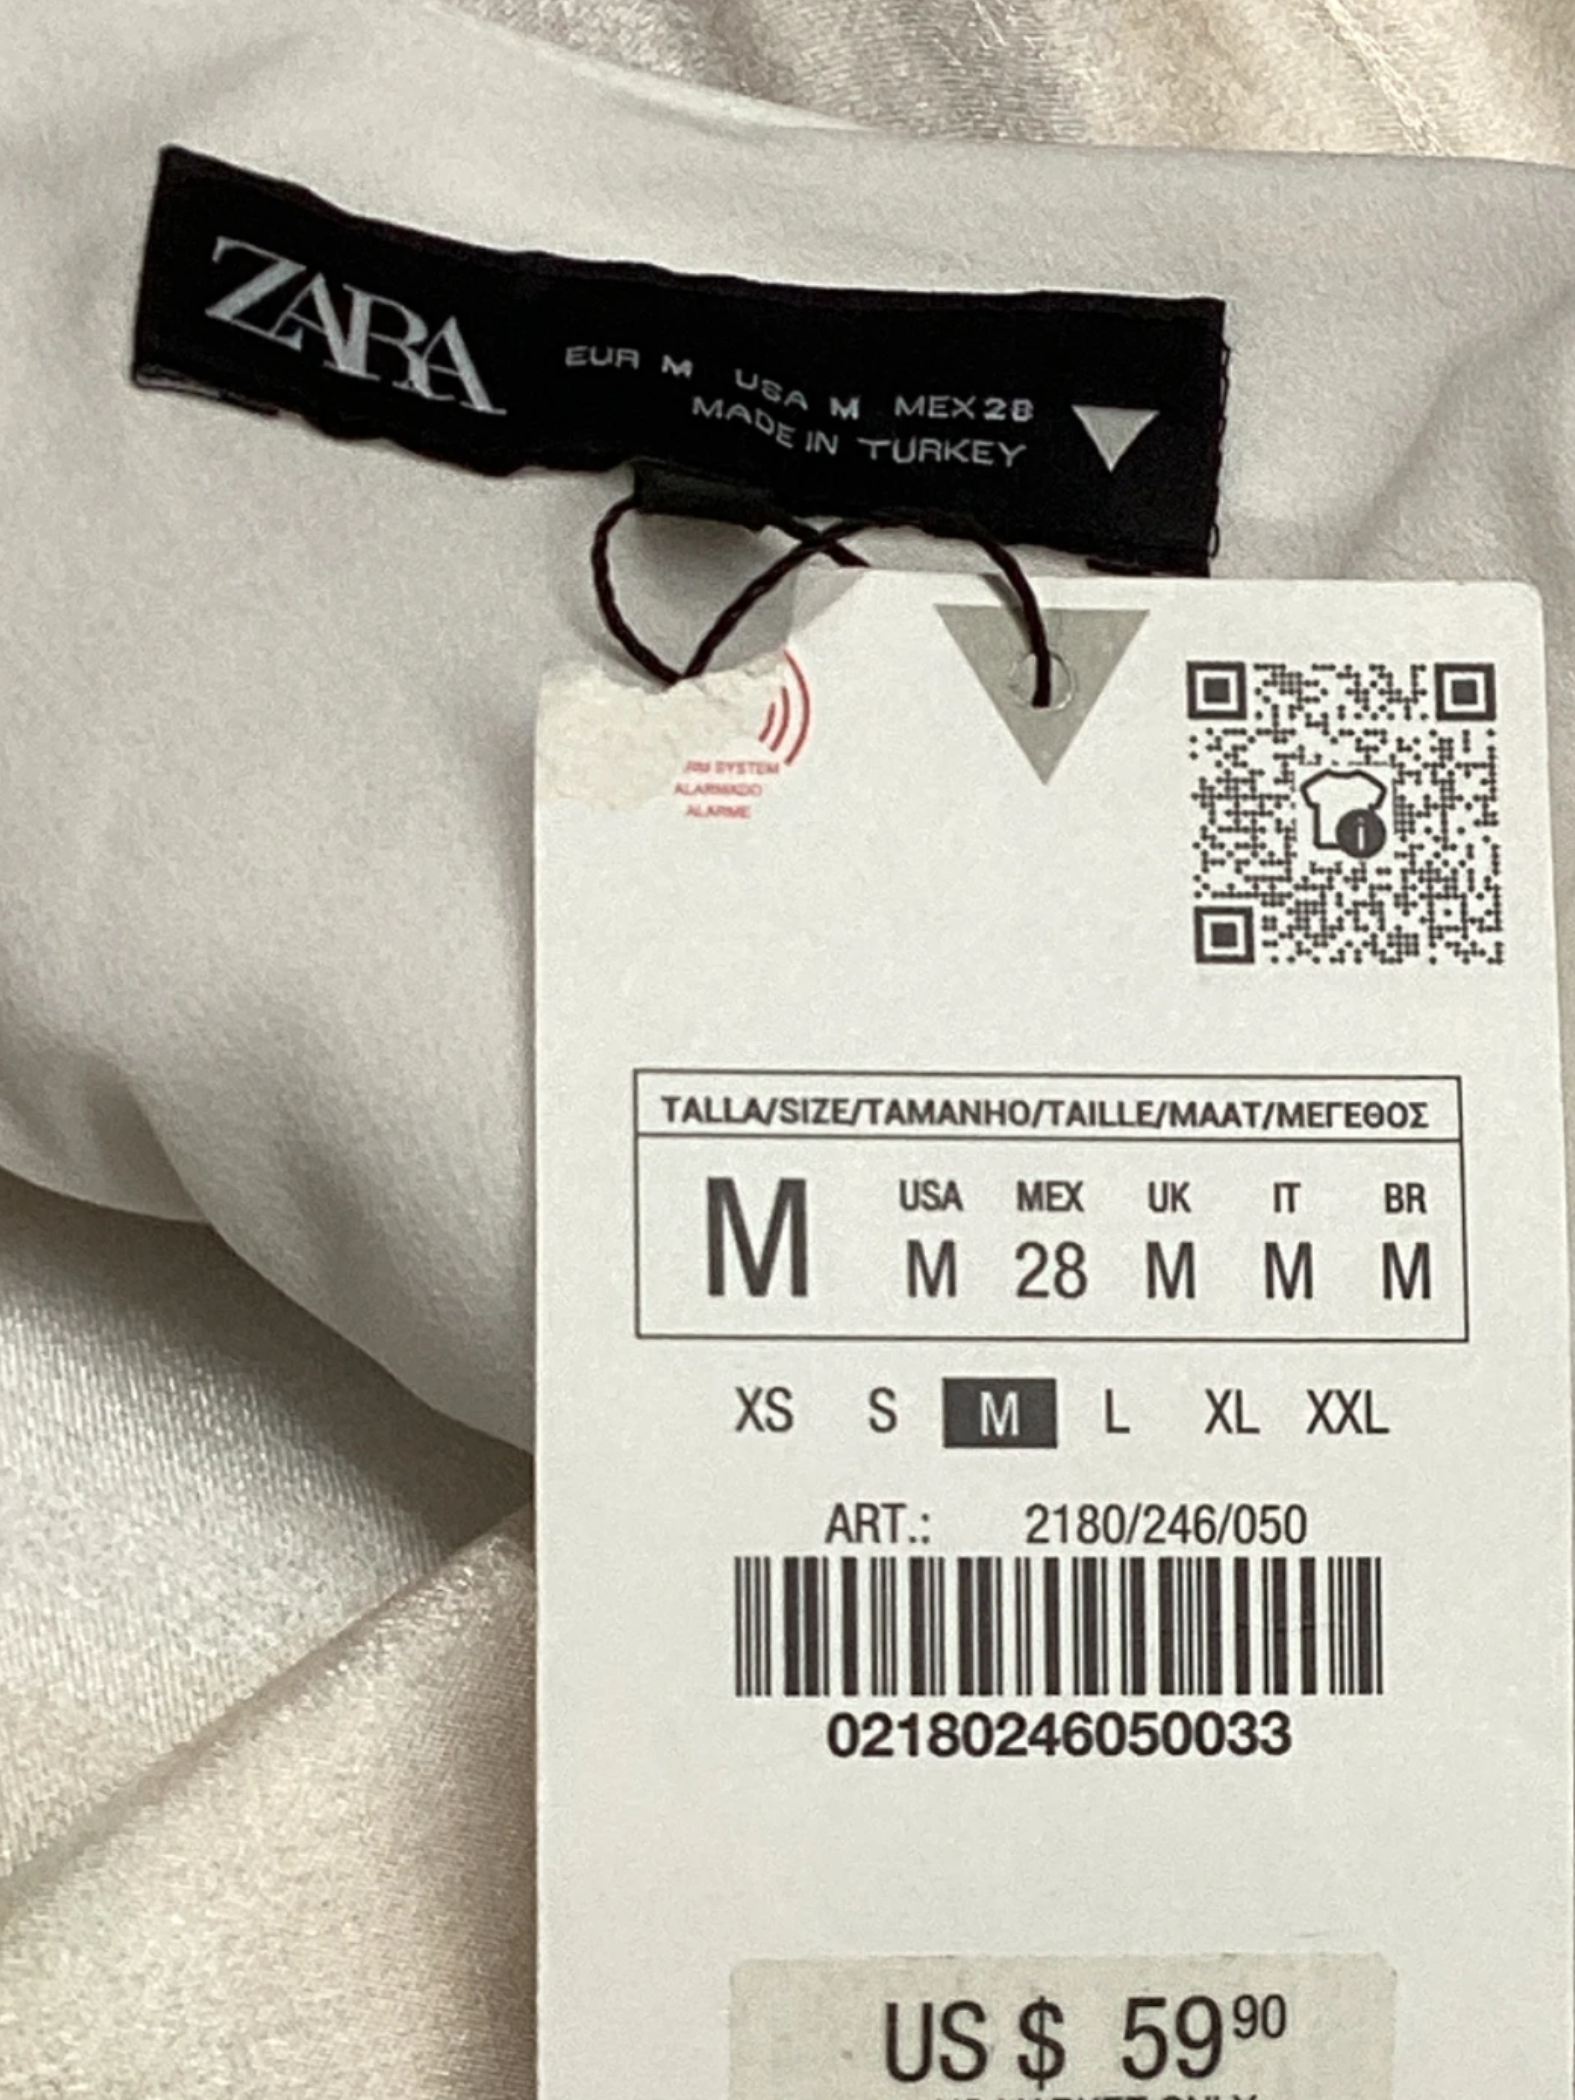 ZARA
EUR M USA M MEX 28
MADE IN TURKEY
SYSTEM
ALARMADO
ALARME
TALLA/SIZE/TAMANHO/TAILLE/MAAT/ΜΕΓΕΘΟΣ
M
USA MEX UK IT BR
M 28 M M M
XS S M L XL XXL
ART.: 2180/246/050
02180246050033
US $ 59 90